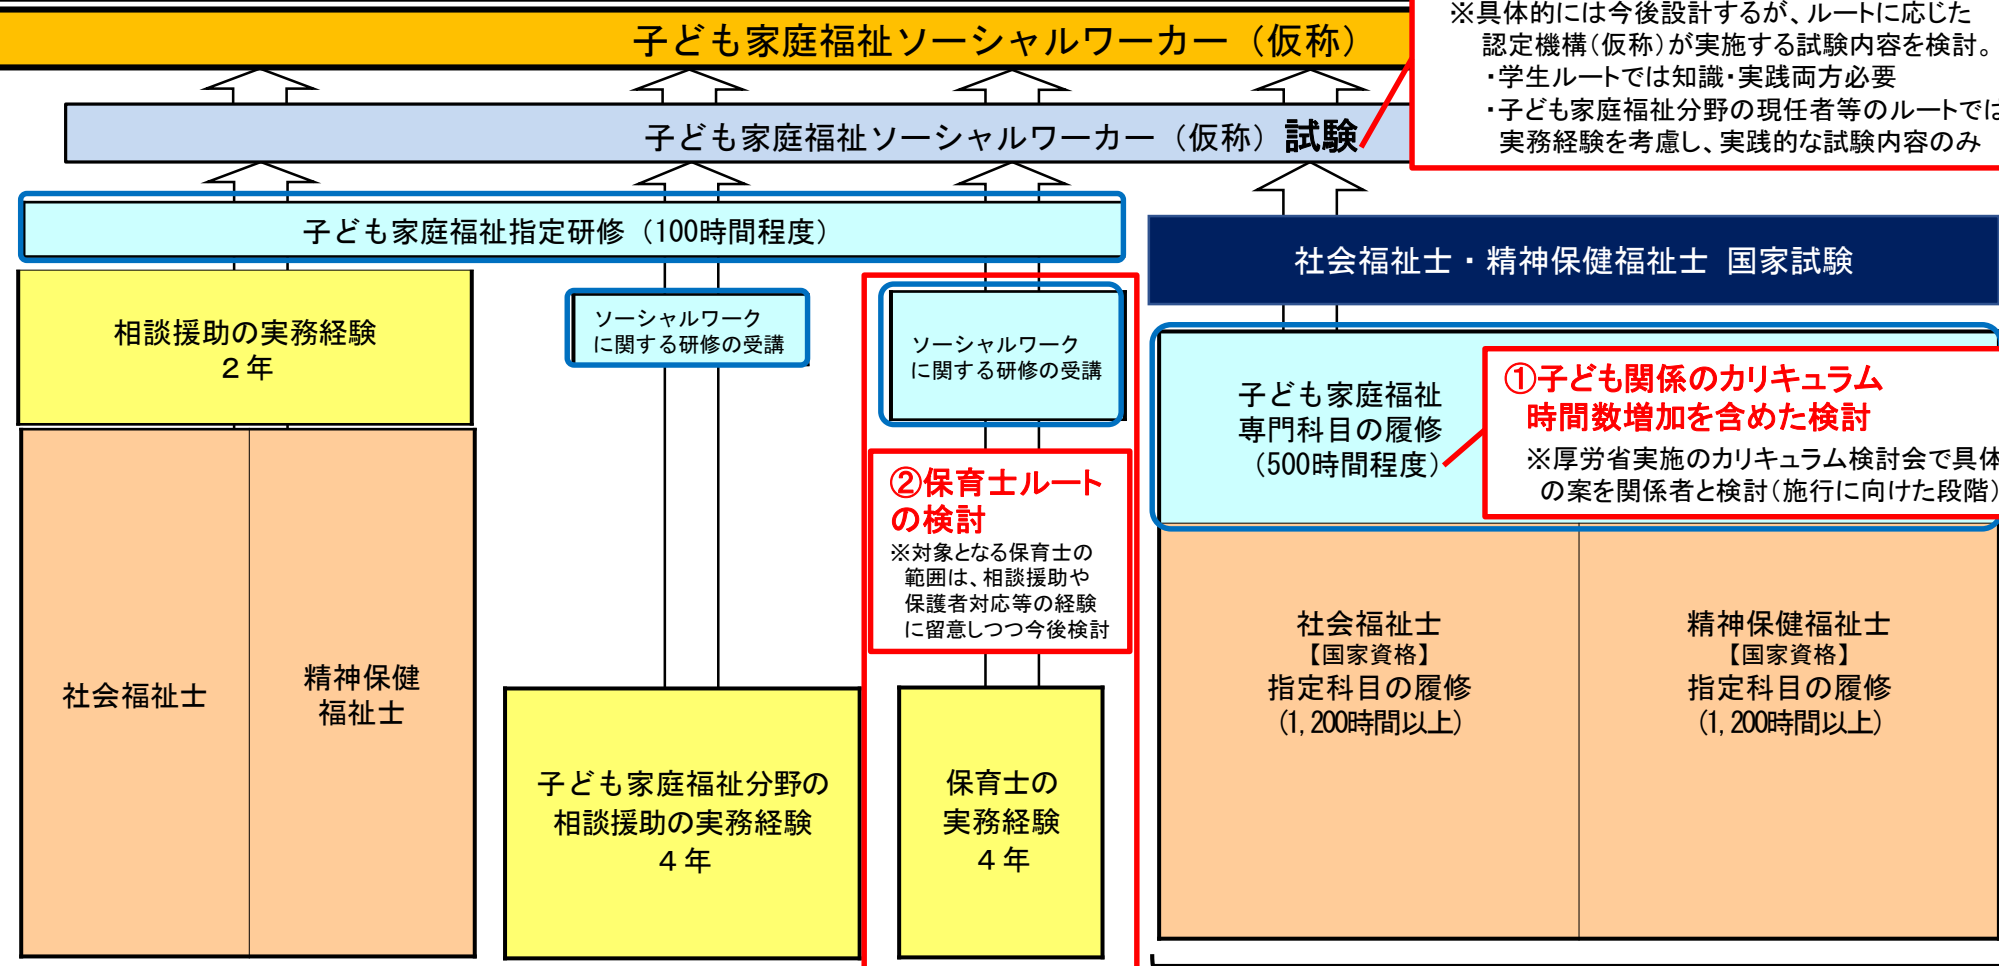 子ども家庭福祉ソーシャルワーカー（仮称）
※具体的には今後設計するが、ルートに応じた
認定機構(仮称)が実施する試験内容を検討。
・学生ルートでは知識・実践両方必要
・子ども家庭福祉分野の現任者等のルートでは
実務経験を考慮し、実践的な試験内容のみ
子ども家庭福祉ソーシャルワーカー（仮称）試験
子ども家庭福祉指定研修（100時間程度）
相談援助の実務経験
２年
社会福祉士
精神保健
福祉士
ソーシャルワーク
に関する研修の受講
子ども家庭福祉分野の
相談援助の実務経験
４年
ソーシャルワーク
に関する研修の受講
②保育士ルート
の検討
※対象となる保育士の
範囲は、相談援助や
保護者対応等の経験
に留意しつつ今後検討
保育士の
実務経験
４年
社会福祉士・精神保健福祉士 国家試験
子ども家庭福祉
専門科目の履修
（500時間程度）
①子ども関係のカリキュラム
時間数増加を含めた検討
※厚労省実施のカリキュラム検討会で具体
の案を関係者と検討(施行に向けた段階)
社会福祉士
【国家資格】
指定科目の履修
（1,200時間以上）
精神保健福祉士
【国家資格】
指定科目の履修
（1,200時間以上）